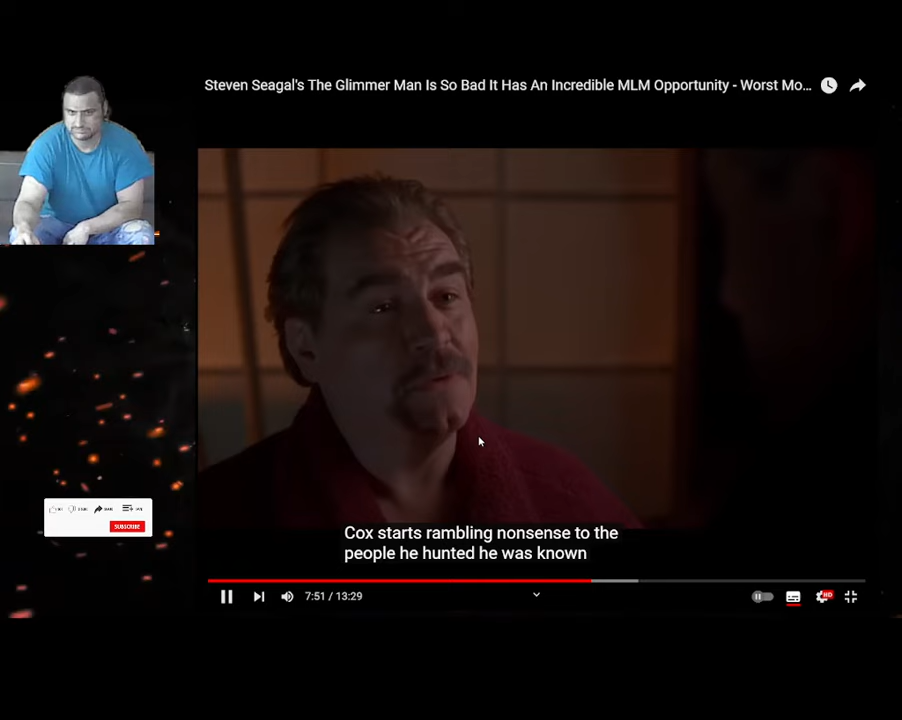 Steven Seagal's The Glimmer Man Is So Bad It Has An Incredible MLM Opportunity - Worst Mo...
SUBSCRIBE
Cox starts rambling nonsense to the
people he hunted he was known
7:51 / 13:29
HD